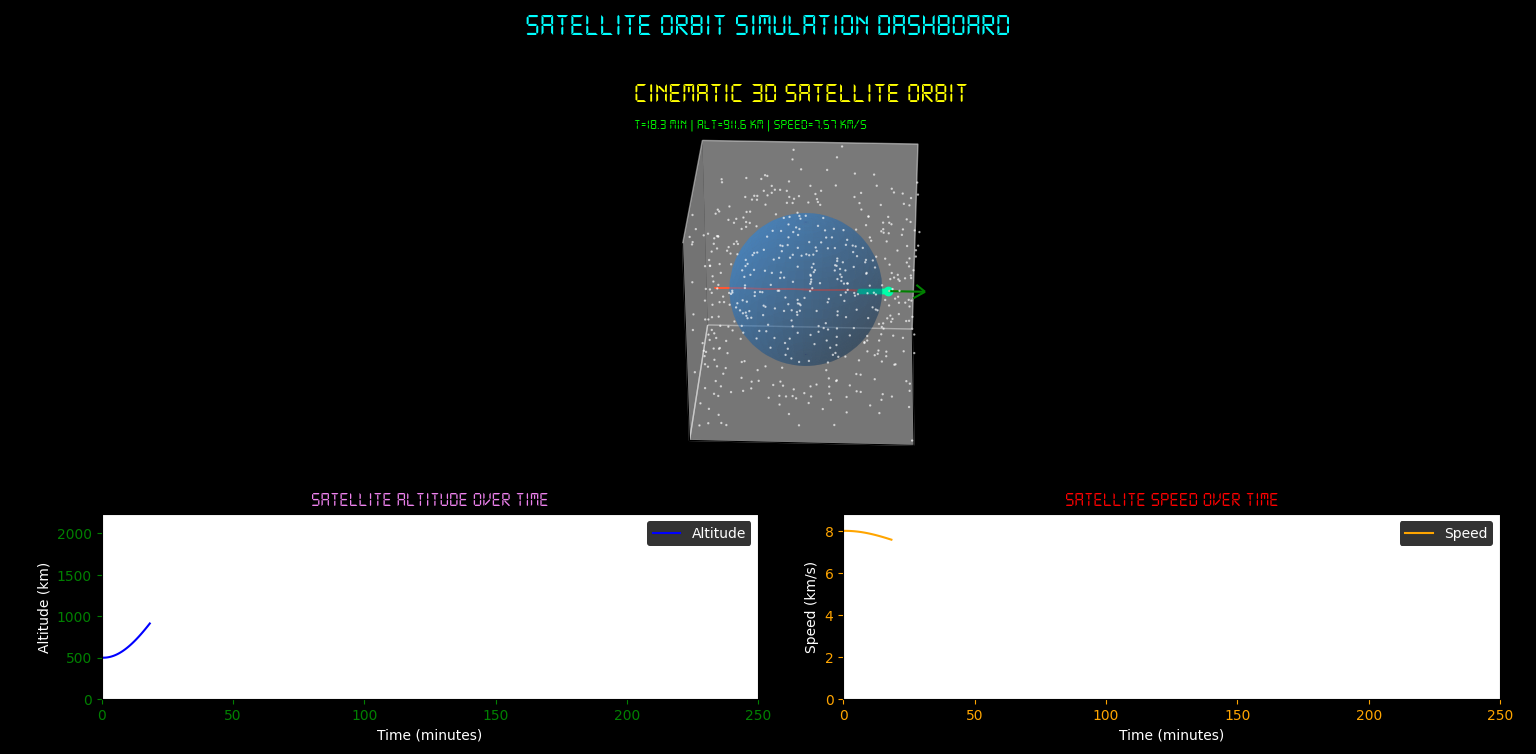 SATELLITE ORBIT SIMULATION DASHBOARD
CINEMATIC 3D SATELLITE ORBIT
T=18.3 MIN | ALT=911.6 KM | SPEED=7.57 KM/S
SATELLITE ALTITUDE OVER TIME
Altitude
2000
1500
1000
500
0
Altitude (km)
0 50 100 150 200 250
Time (minutes)
SATELLITE SPEED OVER TIME
Speed
8
6
4
2
0
Speed (km/s)
0 50 100 150 200 250
Time (minutes)